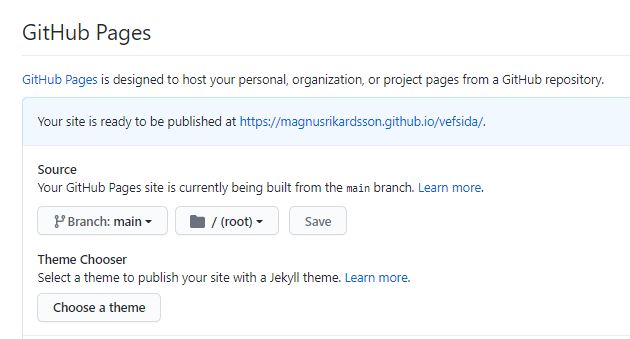 GitHub Pages
GitHub Pages is designed to host your personal, organization, or project pages from a GitHub repository.
Your site is ready to be published at https://magnusrikardsson.github.io/vefsida/.
Source
Your GitHub Pages site is currently being built from the main branch. Learn more.
Branch: main / (root) Save
Theme Chooser
Select a theme to publish your site with a Jekyll theme. Learn more.
Choose a theme